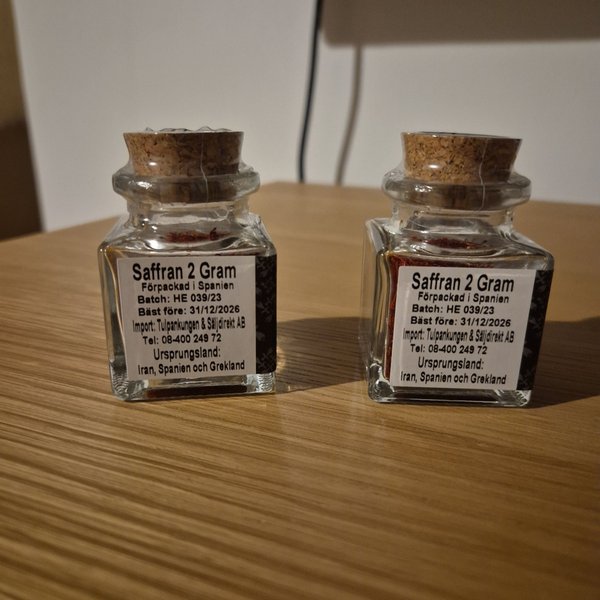 Saffran 2 Gram
Förpackad i Spanien
Batch: HE 039/23
Bäst före: 31/12/2026
Import: Tulpankungen & Säljdirekt AB
Tel: 08-400 249 72
Ursprungsland:
Iran, Spanien och Grekland
Saffran 2 Gram
Förpackad i Spanien
Batch: HE 039/23
Bäst före: 31/12/2026
Import: Tulpankungen & Säljdirekt AB
Tel: 08-400 249 72
Ursprungsland:
Iran, Spanien och Grekland